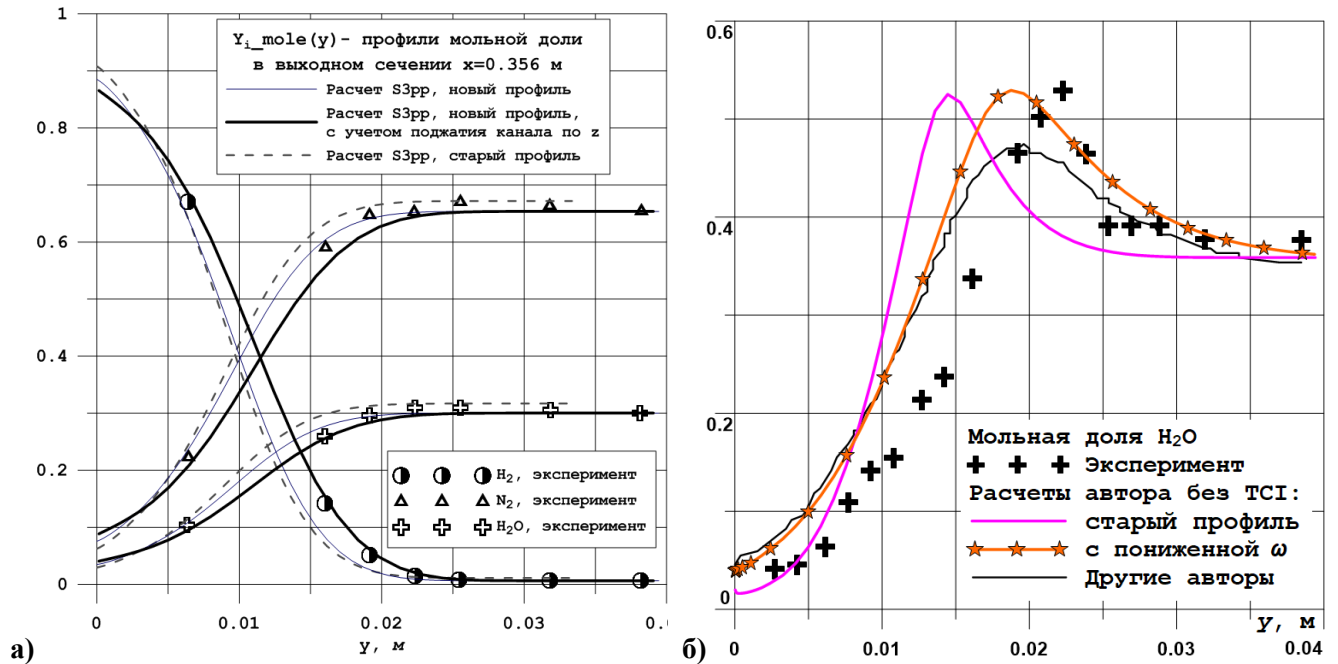 1
0.8
0.6
0.4
0.2
0
0
0.01
0.02
0.03
y, м
а)
Y_i_mole(y)- профили мольной доли
в выходном сечении x=0.356 м
Расчет S3pp, новый профиль
Расчет S3pp, новый профиль,
с учетом поджатия канала по z
Расчет S3pp, старый профиль
H₂, эксперимент
N₂, эксперимент
H₂O, эксперимент
0.6
0.4
0.2
0
0
0.01
0.02
0.03
0.04
y, м
б)
Мольная доля H₂O
Эксперимент
Расчеты автора без TCI:
старый профиль
с пониженной ω
Другие авторы